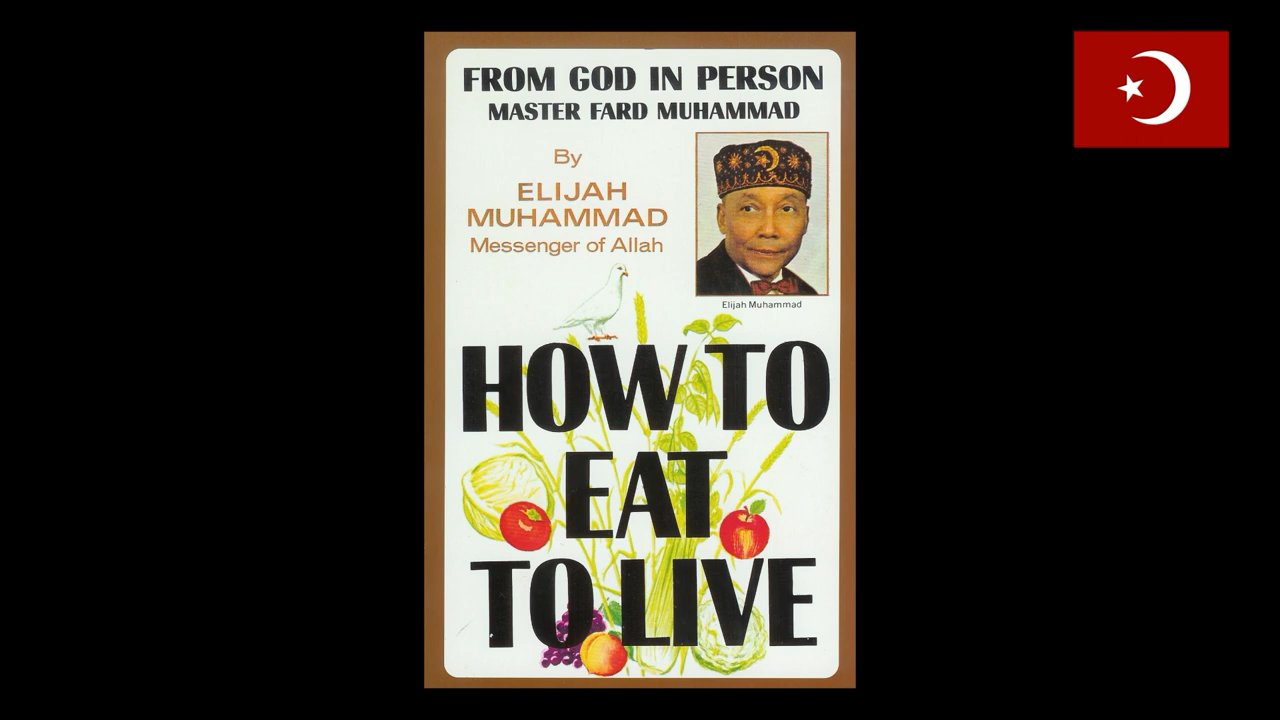 FROM GOD IN PERSON
MASTER FARD MUHAMMAD
By
ELIJAH
MUHAMMAD
Messenger of Allah
Elijah Muhammad
HOW TO
EAT
TO LIVE